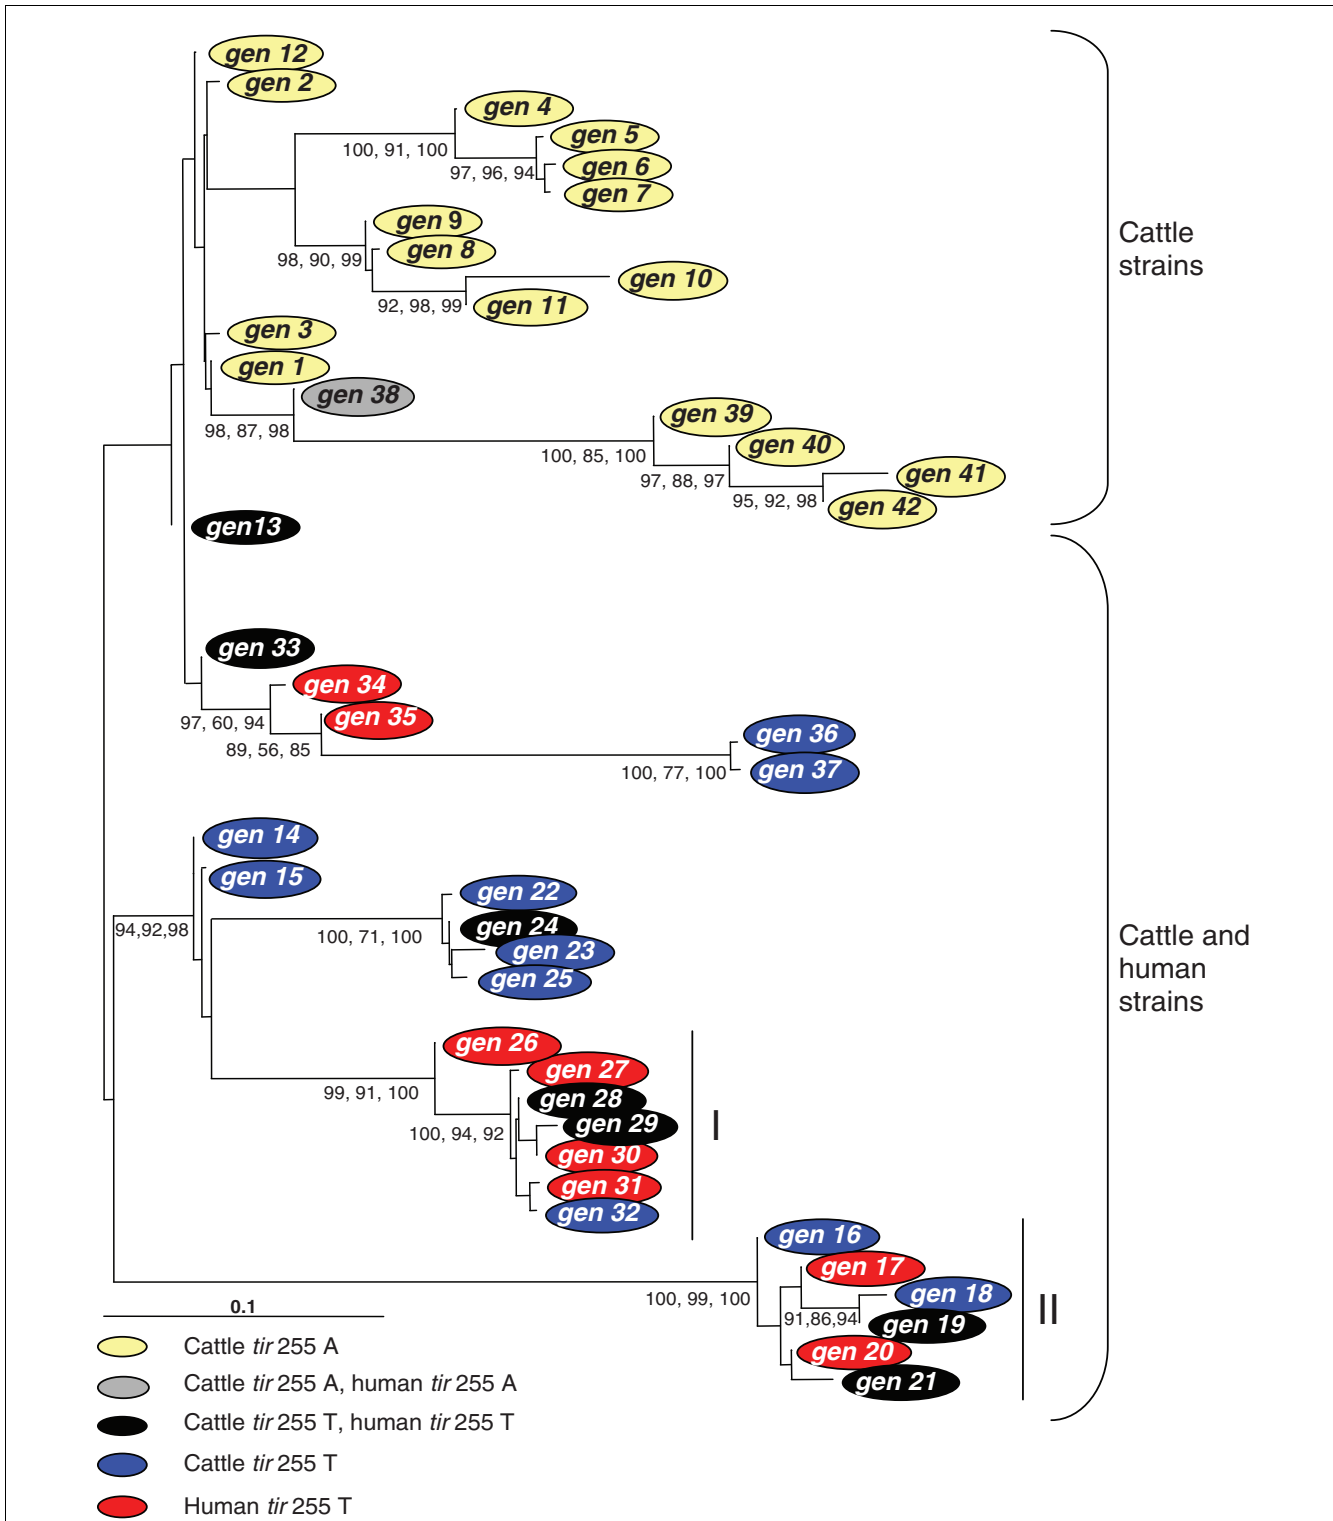 gen 12
gen 2
gen 4
100, 91, 100
gen 5
97, 96, 94
gen 6
gen 7
gen 9
gen 8
98, 90, 99
gen 10
92, 98, 99
gen 11
Cattle
strains
gen 3
gen 1
gen 38
98, 87, 98
gen 39
100, 85, 100
gen 40
97, 88, 97
gen 41
95, 92, 98
gen 42
gen13
gen 33
gen 34
97, 60, 94
gen 35
89, 56, 85
gen 36
100, 77, 100
gen 37
gen 14
gen 15
94,92,98
gen 22
100, 71, 100
gen 24
gen 23
gen 25
Cattle and
human
strains
gen 26
99, 91, 100
gen 27
gen 28
100, 94, 92
gen 29
gen 30
gen 31
gen 32
I
gen 16
100, 99, 100
gen 17
gen 18
91,86,94
gen 19
gen 20
gen 21
II
0.1
Cattle tir 255 A
Cattle tir 255 A, human tir 255 A
Cattle tir 255 T, human tir 255 T
Cattle tir 255 T
Human tir 255 T